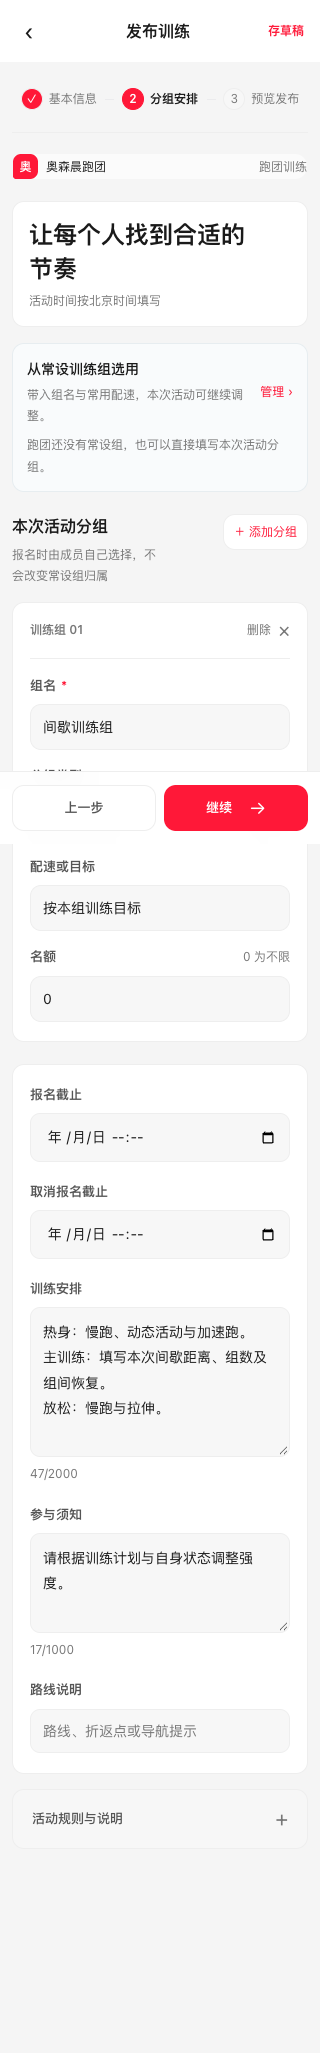 发布训练
存草稿
基本信息
2 分组安排
3 预览发布
奥 奥森晨跑团
跑团训练
让每个人找到合适的
节奏
活动时间按北京时间填写
从常设训练组选用
带入组名与常用配速，本次活动可继续调
整。
管理 ›
跑团还没有常设组，也可以直接填写本次活动分
组。
本次活动分组
+ 添加分组
报名时由成员自己选择，不
会改变常设组归属
训练组 01
删除 ×
组名 *
间歇训练组
上一步
继续 →
配速或目标
按本组训练目标
名额
0 为不限
0
报名截止
年 /月/日 --:--
取消报名截止
年 /月/日 --:--
训练安排
热身：慢跑、动态活动与加速跑。
主训练：填写本次间歇距离、组数及
组间恢复。
放松：慢跑与拉伸。
47/2000
参与须知
请根据训练计划与自身状态调整强
度。
17/1000
路线说明
路线、折返点或导航提示
活动规则与说明 +